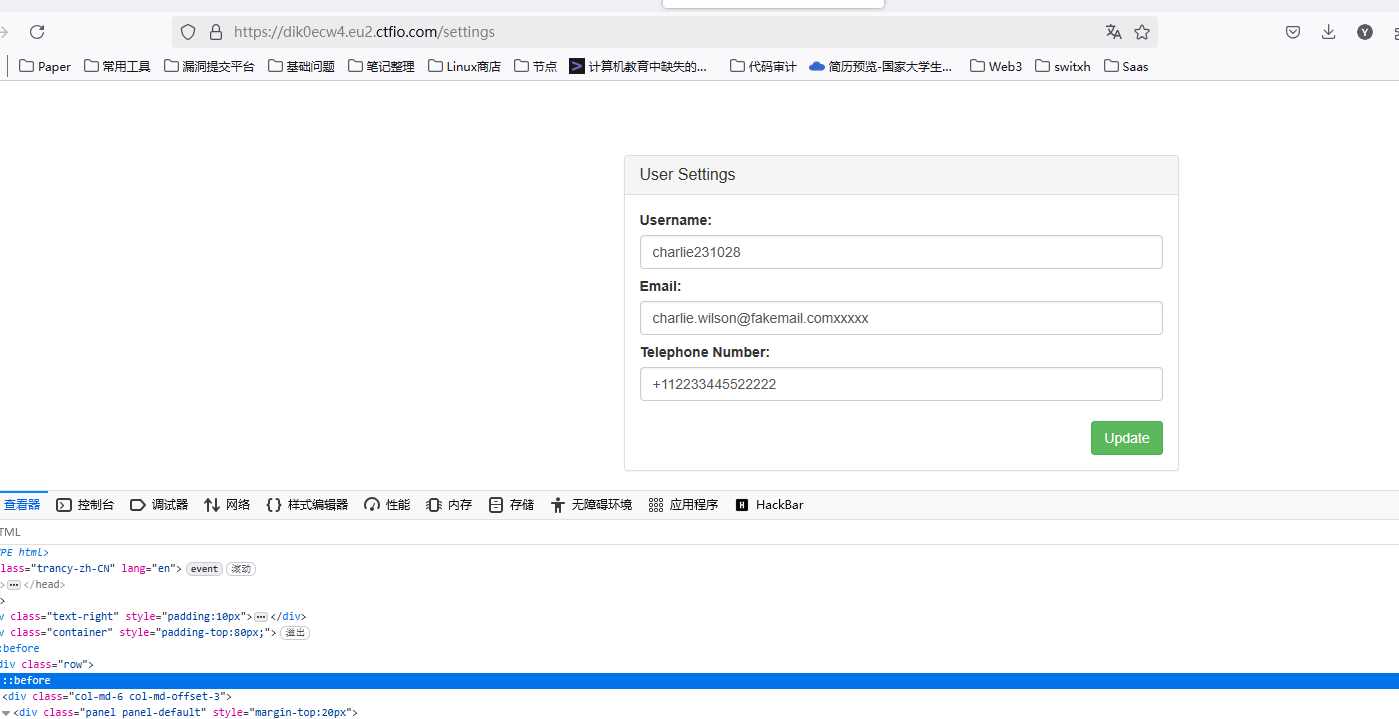 https://dik0ecw4.eu2.ctfio.com/settings
Y
Paper 常用工具 漏洞提交平台 基础问题 笔记整理 Linux商店 节点 计算机教育中缺失的... 代码审计 简历预览-国家大学生... Web3 switxh Saas
User Settings
Username:
charlie231028
Email:
charlie.wilson@fakemail.comxxxxx
Telephone Number:
+112233445522222
Update
查看器 控制台 调试器 网络 {} 样式编辑器 性能 内存 存储 无障碍环境 应用程序 H HackBar
TML
PE html>
lass="trancy-zh-CN" lang="en"> event 滚动
> ⋯ </head>
>
v class="text-right" style="padding:10px"> ⋯ </div>
v class="container" style="padding-top:80px;"> 溢出
:before
div class="row">
::before
<div class="col-md-6 col-md-offset-3">
<div class="panel panel-default" style="margin-top:20px">